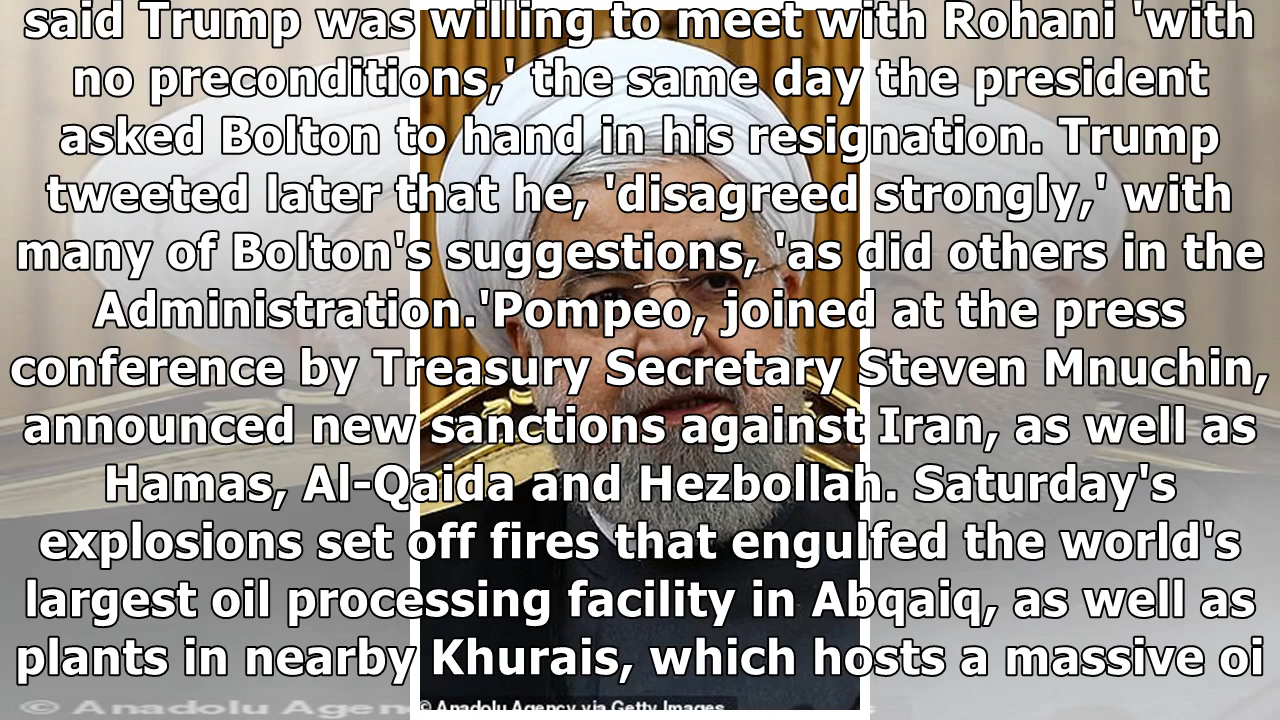 said Trump was willing to meet with Rohani 'with
no preconditions,' the same day the president
asked Bolton to hand in his resignation. Trump
tweeted later that he, 'disagreed strongly,' with
many of Bolton's suggestions, 'as did others in the
Administration.'Pompeo, joined at the press
conference by Treasury Secretary Steven Mnuchin,
announced new sanctions against Iran, as well as
Hamas, Al-Qaida and Hezbollah. Saturday's
explosions set off fires that engulfed the world's
largest oil processing facility in Abqaiq, as well as
plants in nearby Khurais, which hosts a massive oi
© Anadolu Agen
© Anadolu Agency via Getty Images